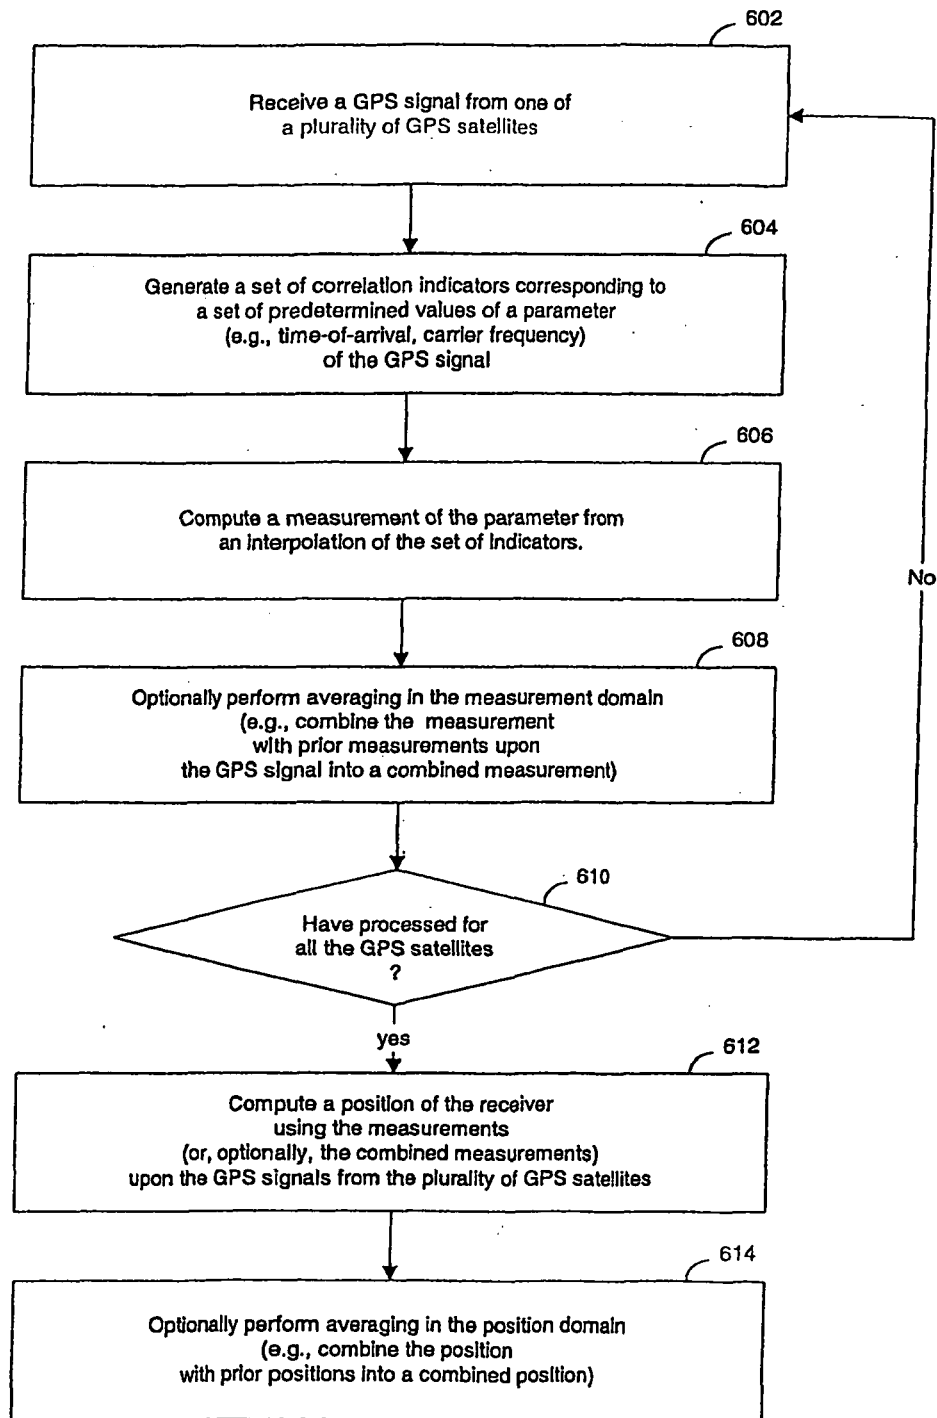 602
Receive a GPS signal from one of
a plurality of GPS satellites
604
Generate a set of correlation indicators corresponding to
a set of predetermined values of a parameter
(e.g., time-of-arrival, carrier frequency)
of the GPS signal
606
Compute a measurement of the parameter from
an interpolation of the set of indicators.
No
608
Optionally perform averaging in the measurement domain
(e.g., combine the measurement
with prior measurements upon
the GPS signal into a combined measurement)
610
Have processed for
all the GPS satellites
?
yes
612
Compute a position of the receiver
using the measurements
(or, optionally, the combined measurements)
upon the GPS signals from the plurality of GPS satellites
614
Optionally perform averaging in the position domain
(e.g., combine the position
with prior positions into a combined position)